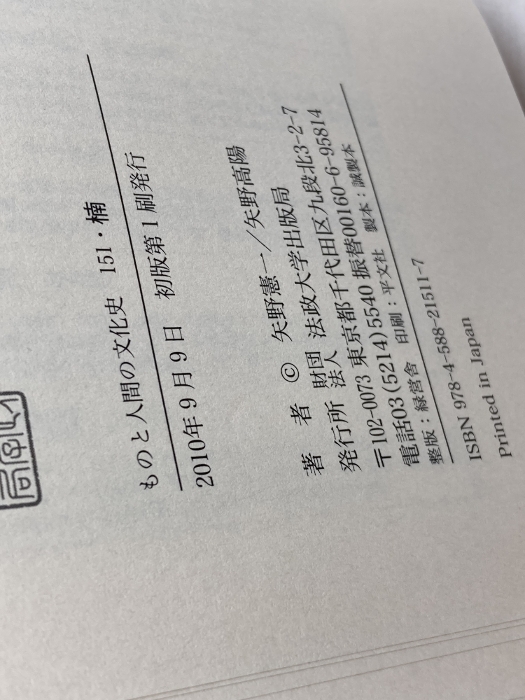 ものと人間の文化史 151・楠
2010年9月9日 初版第1刷発行
著 者 © 矢野憲一／矢野高陽
発行所 財団法人 法政大学出版局
〒102-0073 東京都千代田区九段北3-2-7
電話03(5214)5540 振替00160-6-95814
整版：緑営舎 印刷：平文社 製本：誠製本
ISBN 978-4-588-21511-7
Printed in Japan